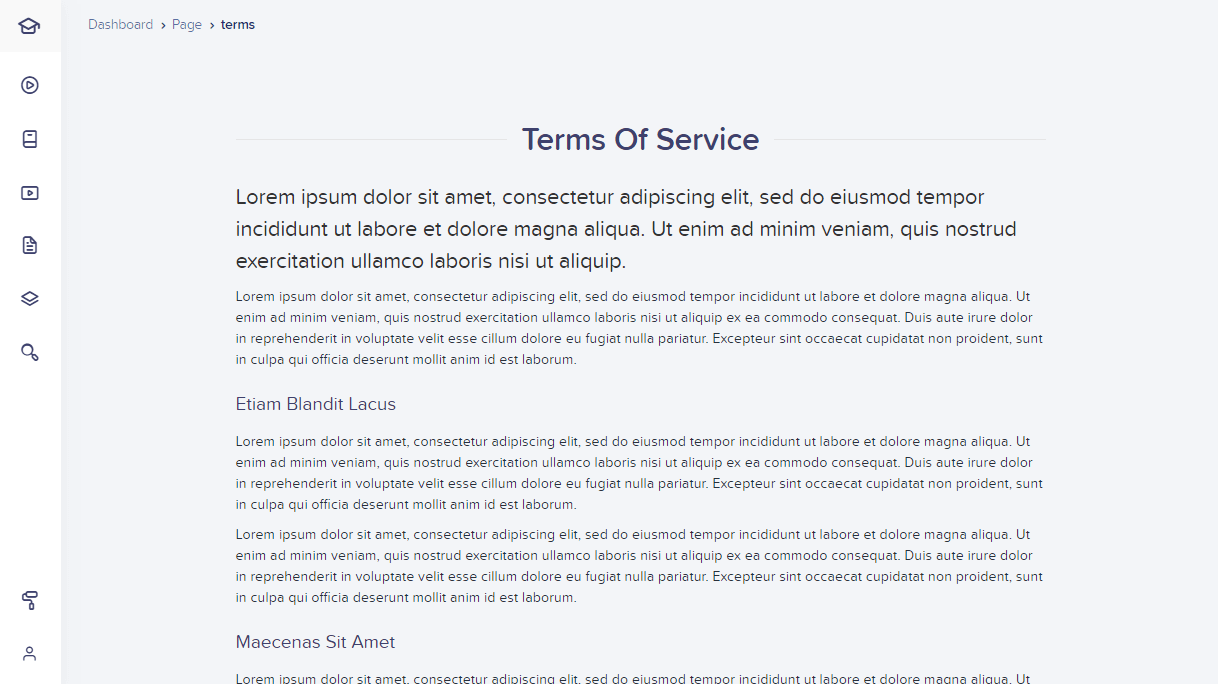 Dashboard › Page › terms
Terms Of Service
Lorem ipsum dolor sit amet, consectetur adipiscing elit, sed do eiusmod tempor
incididunt ut labore et dolore magna aliqua. Ut enim ad minim veniam, quis nostrud
exercitation ullamco laboris nisi ut aliquip.
Lorem ipsum dolor sit amet, consectetur adipiscing elit, sed do eiusmod tempor incididunt ut labore et dolore magna aliqua. Ut
enim ad minim veniam, quis nostrud exercitation ullamco laboris nisi ut aliquip ex ea commodo consequat. Duis aute irure dolor
in reprehenderit in voluptate velit esse cillum dolore eu fugiat nulla pariatur. Excepteur sint occaecat cupidatat non proident, sunt
in culpa qui officia deserunt mollit anim id est laborum.
Etiam Blandit Lacus
Lorem ipsum dolor sit amet, consectetur adipiscing elit, sed do eiusmod tempor incididunt ut labore et dolore magna aliqua. Ut
enim ad minim veniam, quis nostrud exercitation ullamco laboris nisi ut aliquip ex ea commodo consequat. Duis aute irure dolor
in reprehenderit in voluptate velit esse cillum dolore eu fugiat nulla pariatur. Excepteur sint occaecat cupidatat non proident, sunt
in culpa qui officia deserunt mollit anim id est laborum.
Lorem ipsum dolor sit amet, consectetur adipiscing elit, sed do eiusmod tempor incididunt ut labore et dolore magna aliqua. Ut
enim ad minim veniam, quis nostrud exercitation ullamco laboris nisi ut aliquip ex ea commodo consequat. Duis aute irure dolor
in reprehenderit in voluptate velit esse cillum dolore eu fugiat nulla pariatur. Excepteur sint occaecat cupidatat non proident, sunt
in culpa qui officia deserunt mollit anim id est laborum.
Maecenas Sit Amet
Lorem ipsum dolor sit amet, consectetur adipiscing elit, sed do eiusmod tempor incididunt ut labore et dolore magna aliqua. Ut